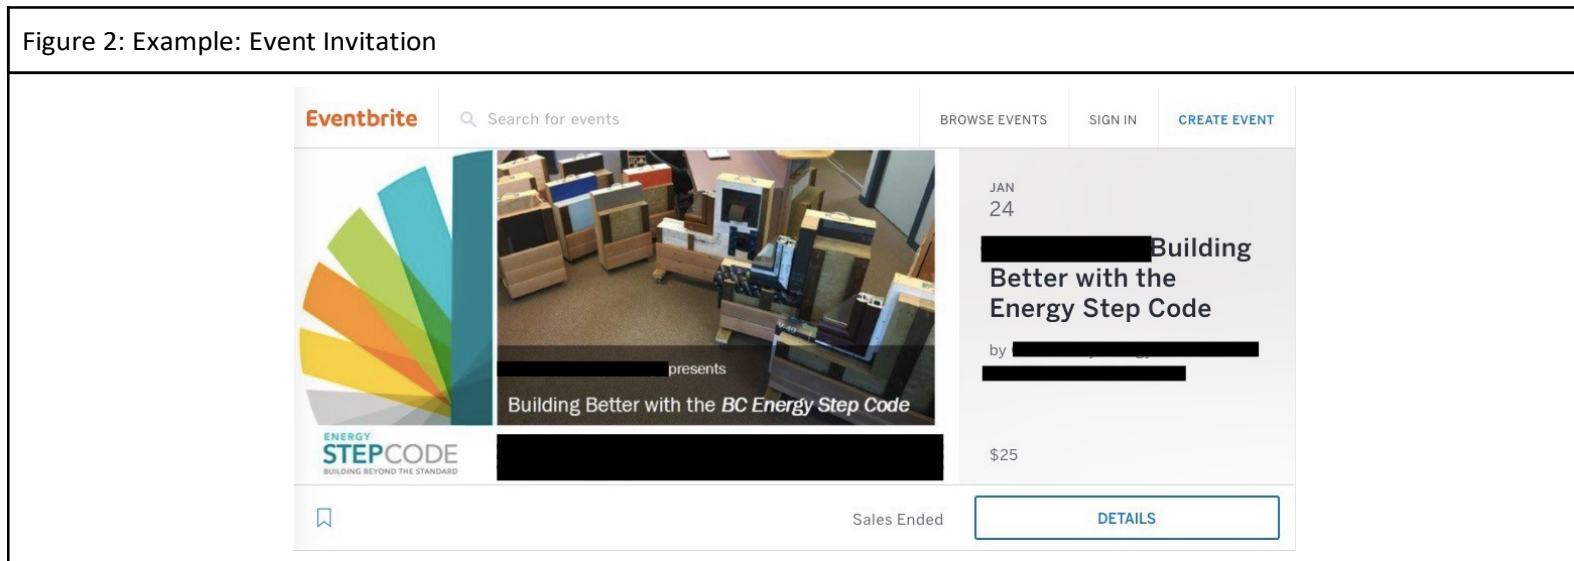 Figure 2: Example: Event Invitation
Eventbrite
Search for events
BROWSE EVENTS
SIGN IN
CREATE EVENT
presents
Building Better with the BC Energy Step Code
ENERGY
STEPCODE
BUILDING BEYOND THE STANDARD
JAN
24
Building
Better with the
Energy Step Code
by
$25
Sales Ended
DETAILS